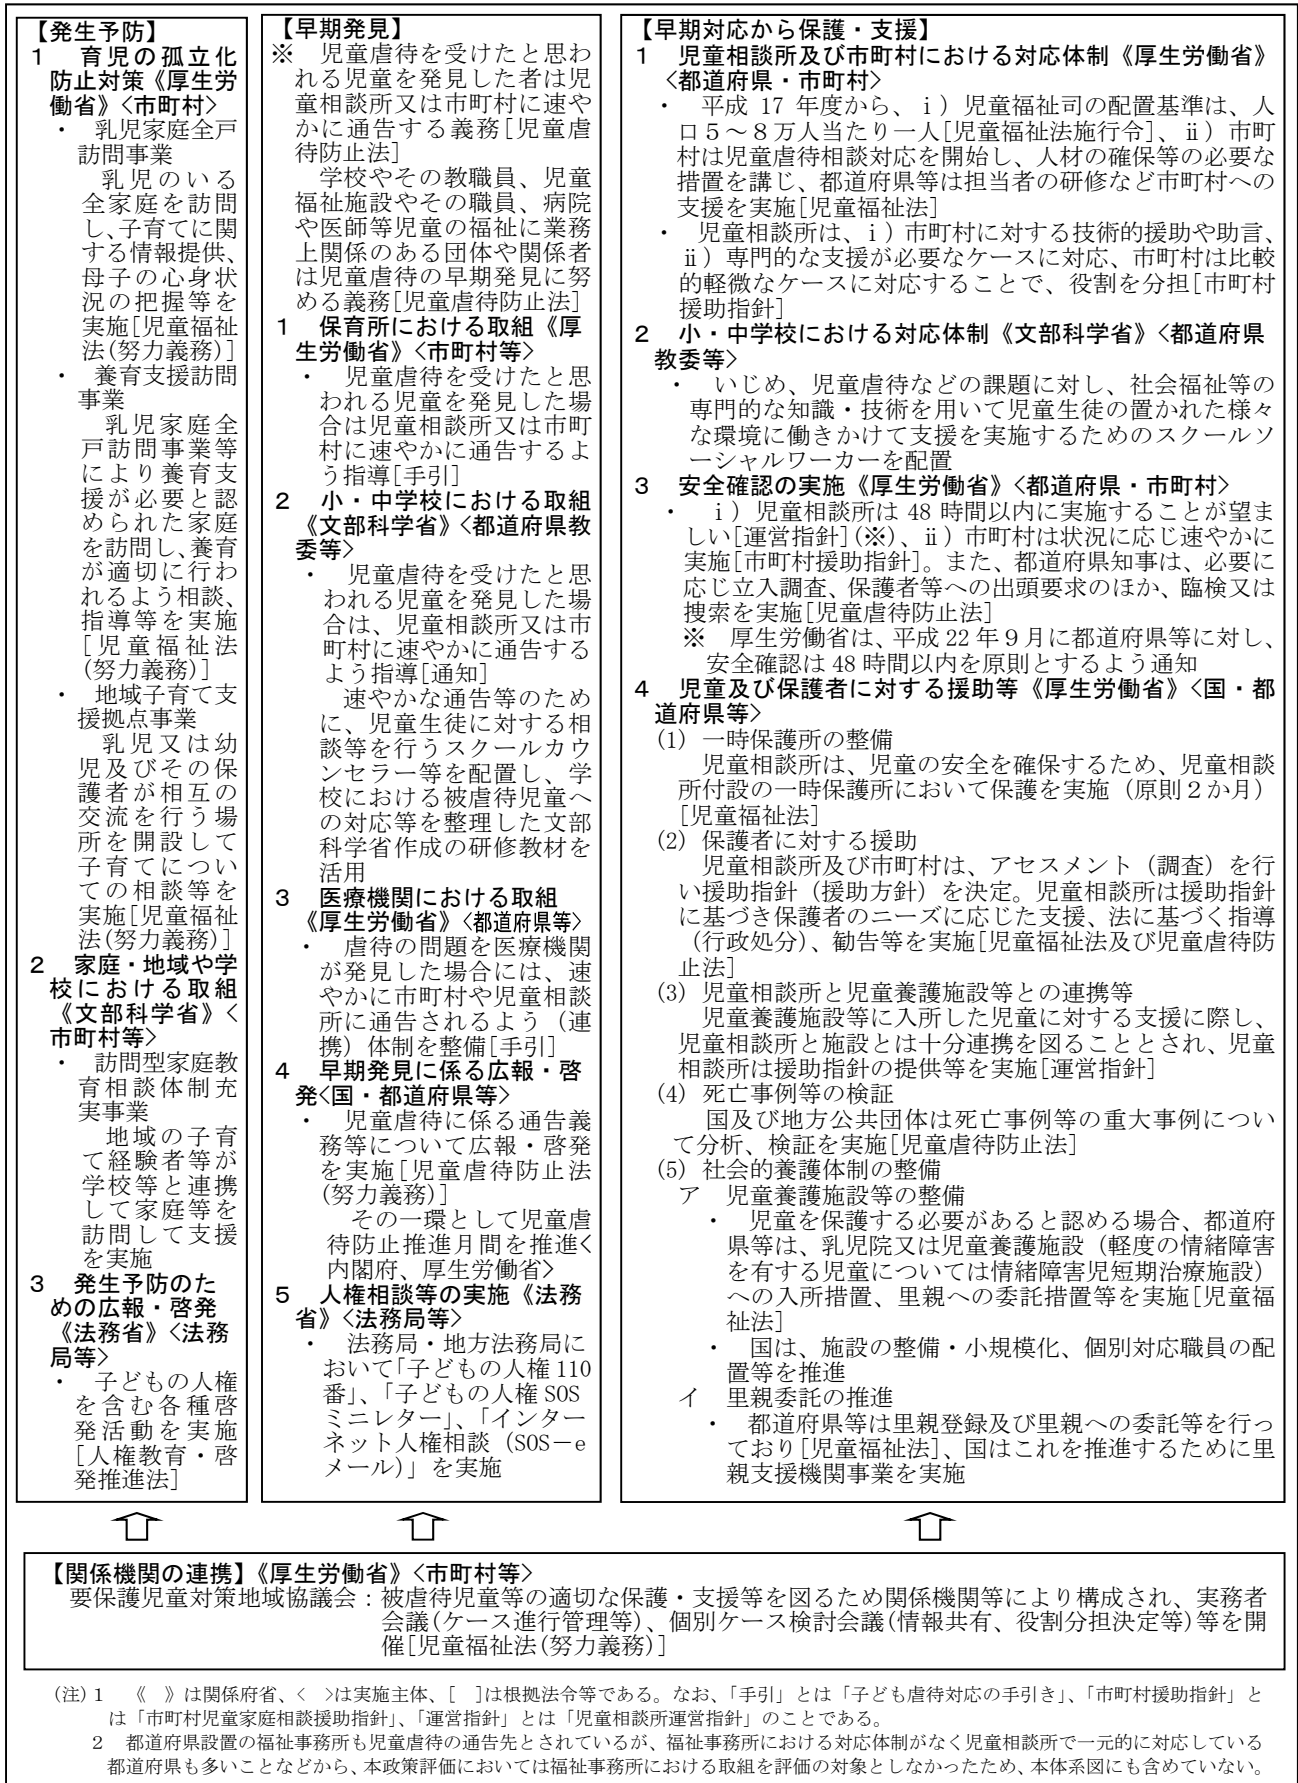 【発生予防】
1　育児の孤立化
防止対策《厚生労
働省》<市町村>
・　乳児家庭全戸
訪問事業
乳児のいる
全家庭を訪問
し、子育てに関
する情報提供、
母子の心身状
況の把握等を
実施[児童福祉
法(努力義務)]
・　養育支援訪問
事業
乳児家庭全
戸訪問事業等
により養育支
援が必要と認
められた家庭
を訪問し、養育
が適切に行わ
れるよう相談、
指導等を実施
[児童福祉法
(努力義務)]
・　地域子育て支
援拠点事業
乳児又は幼
児及びその保
護者が相互の
交流を行う場
所を開設して
子育てについ
ての相談等を
実施[児童福祉
法(努力義務)]
2　家庭・地域や学
校における取組
《文部科学省》<
市町村等>
・　訪問型家庭教
育相談体制充
実事業
地域の子育
て経験者等が
学校等と連携
して家庭等を
訪問して支援
を実施
3　発生予防のた
めの広報・啓発
《法務省》<法務
局等>
・　子どもの人権
を含む各種啓
発活動を実施
[人権教育・啓
発推進法]
【早期発見】
※　児童虐待を受けたと思わ
れる児童を発見した者は児
童相談所又は市町村に速や
かに通告する義務[児童虐
待防止法]
学校やその教職員、児童
福祉施設やその職員、病院
や医師等児童の福祉に業務
上関係のある団体や関係者
は児童虐待の早期発見に努
める義務[児童虐待防止法]
1　保育所における取組《厚
生労働省》<市町村等>
・　児童虐待を受けたと思
われる児童を発見した場
合は児童相談所又は市町
村に速やかに通告するよ
う指導[手引]
2　小・中学校における取組
《文部科学省》<都道府県教
委等>
・　児童虐待を受けたと思
われる児童を発見した場
合は、児童相談所又は市
町村に速やかに通告する
よう指導[通知]
速やかな通告等のため
に、児童生徒に対する相
談等を行うスクールカウ
ンセラー等を配置し、学
校における被虐待児童へ
の対応等を整理した文部
科学省作成の研修教材を
活用
3　医療機関における取組
《厚生労働省》<都道府県等>
・　虐待の問題を医療機関
が発見した場合には、速
やかに市町村や児童相談
所に通告されるよう（連
携）体制を整備[手引]
4　早期発見に係る広報・啓
発<国・都道府県等>
・　児童虐待に係る通告義
務等について広報・啓発
を実施[児童虐待防止法
(努力義務)]
その一環として児童虐
待防止推進月間を推進<
内閣府、厚生労働省>
5　人権相談等の実施《法務
省》<法務局等>
・　法務局・地方法務局に
おいて「子どもの人権 110
番」、「子どもの人権 SOS
ミニレター」、「インター
ネット人権相談（SOS－e
メール）」を実施
【早期対応から保護・支援】
1　児童相談所及び市町村における対応体制《厚生労働省》
<都道府県・市町村>
・　平成 17 年度から、ⅰ）児童福祉司の配置基準は、人
口５～８万人当たり一人[児童福祉法施行令]、ⅱ）市町
村は児童虐待相談対応を開始し、人材の確保等の必要な
措置を講じ、都道府県等は担当者の研修など市町村への
支援を実施[児童福祉法]
・　児童相談所は、ⅰ）市町村に対する技術的援助や助言、
ⅱ）専門的な支援が必要なケースに対応、市町村は比較
的軽微なケースに対応することで、役割を分担[市町村
援助指針]
2　小・中学校における対応体制《文部科学省》<都道府県
教委等>
・　いじめ、児童虐待などの課題に対し、社会福祉等の
専門的な知識・技術を用いて児童生徒の置かれた様々
な環境に働きかけて支援を実施するためのスクールソ
ーシャルワーカーを配置
3　安全確認の実施《厚生労働省》<都道府県・市町村>
・　ⅰ）児童相談所は 48 時間以内に実施することが望ま
しい[運営指針](※)、ⅱ）市町村は状況に応じ速やかに
実施[市町村援助指針]。また、都道府県知事は、必要に
応じ立入調査、保護者等への出頭要求のほか、臨検又は
捜索を実施[児童虐待防止法]
※　厚生労働省は、平成 22 年９月に都道府県等に対し、
安全確認は 48 時間以内を原則とするよう通知
4　児童及び保護者に対する援助等《厚生労働省》<国・都
道府県等>
(1) 一時保護所の整備
児童相談所は、児童の安全を確保するため、児童相談
所付設の一時保護所において保護を実施（原則２か月）
[児童福祉法]
(2) 保護者に対する援助
児童相談所及び市町村は、アセスメント（調査）を行
い援助指針（援助方針）を決定。児童相談所は援助指針
に基づき保護者のニーズに応じた支援、法に基づく指導
（行政処分）、勧告等を実施[児童福祉法及び児童虐待防
止法]
(3) 児童相談所と児童養護施設等との連携等
児童養護施設等に入所した児童に対する支援に際し、
児童相談所と施設とは十分連携を図ることとされ、児童
相談所は援助指針の提供等を実施[運営指針]
(4) 死亡事例等の検証
国及び地方公共団体は死亡事例等の重大事例につい
て分析、検証を実施[児童虐待防止法]
(5) 社会的養護体制の整備
ア　児童養護施設等の整備
・　児童を保護する必要があると認める場合、都道府
県等は、乳児院又は児童養護施設（軽度の情緒障害
を有する児童については情緒障害児短期治療施設）
への入所措置、里親への委託措置等を実施[児童福
祉法]
・　国は、施設の整備・小規模化、個別対応職員の配
置等を推進
イ　里親委託の推進
・　都道府県等は里親登録及び里親への委託等を行っ
ており[児童福祉法]、国はこれを推進するために里
親支援機関事業を実施
【関係機関の連携】《厚生労働省》<市町村等>
要保護児童対策地域協議会：被虐待児童等の適切な保護・支援等を図るため関係機関等により構成され、実務者
会議(ケース進行管理等)、個別ケース検討会議(情報共有、役割分担決定等)等を開
催[児童福祉法(努力義務)]
(注) 1　《　》は関係府省、<　>は実施主体、[　]は根拠法令等である。なお、「手引」とは「子ども虐待対応の手引き」、「市町村援助指針」と
は「市町村児童家庭相談援助指針」、「運営指針」とは「児童相談所運営指針」のことである。
2　都道府県設置の福祉事務所も児童虐待の通告先とされているが、福祉事務所における対応体制がなく児童相談所で一元的に対応している
都道府県も多いことなどから、本政策評価においては福祉事務所における取組を評価の対象としなかったため、本体系図にも含めていない。